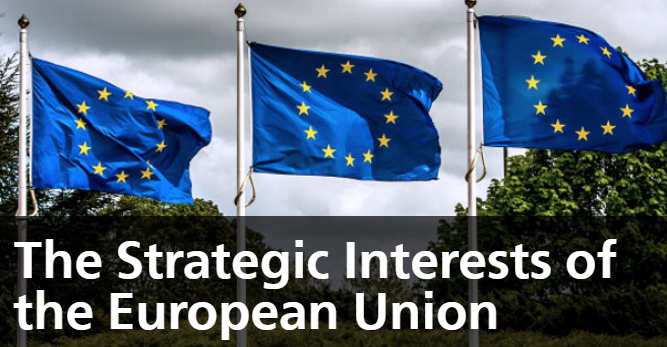 The Strategic Interests of
the European Union